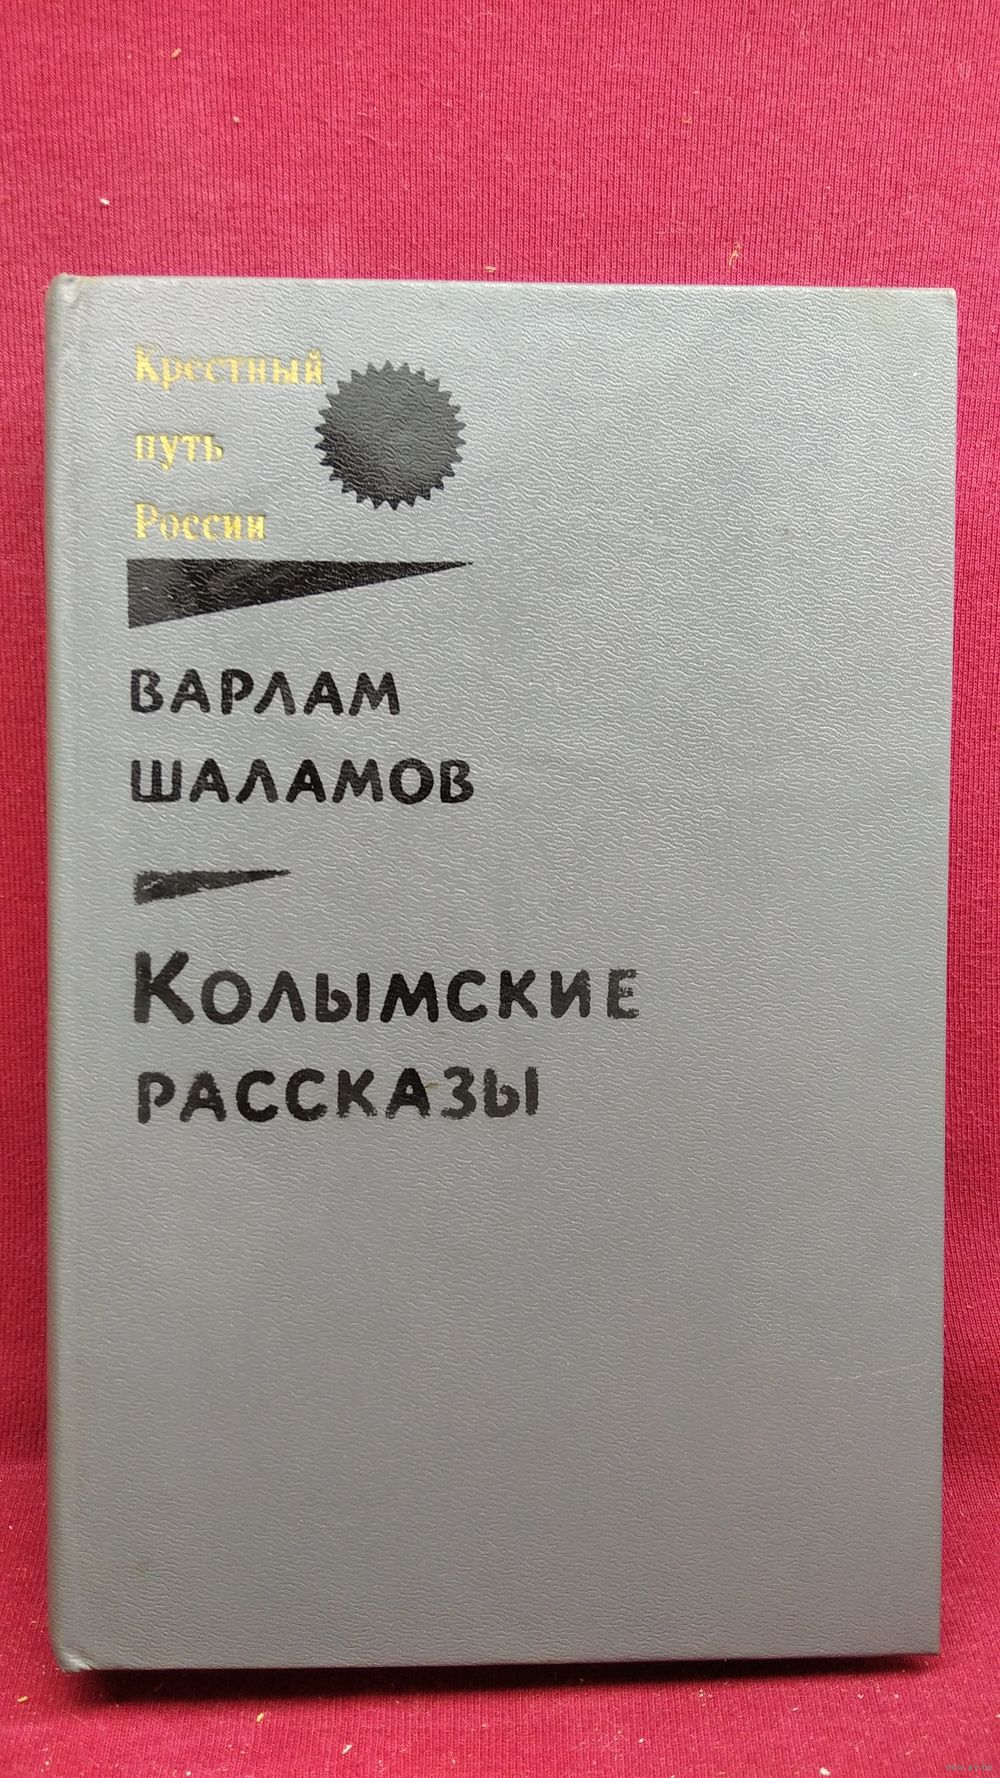 Крестный
путь
России
ВАРЛАМ
ШАЛАМОВ
Колымские
рассказы